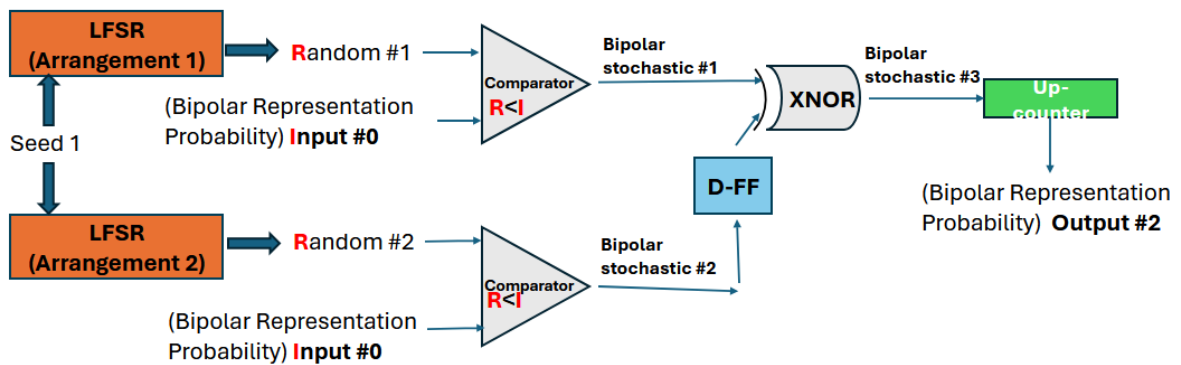 LFSR
(Arrangement 1)
Random #1
(Bipolar Representation
Probability) Input #0
Comparator
R<I
Bipolar
stochastic #1
XNOR
Bipolar
stochastic #3
Up-
counter
Seed 1
D-FF
(Bipolar Representation
Probability) Output #2
LFSR
(Arrangement 2)
Random #2
(Bipolar Representation
Probability) Input #0
Comparator
R<I
Bipolar
stochastic #2